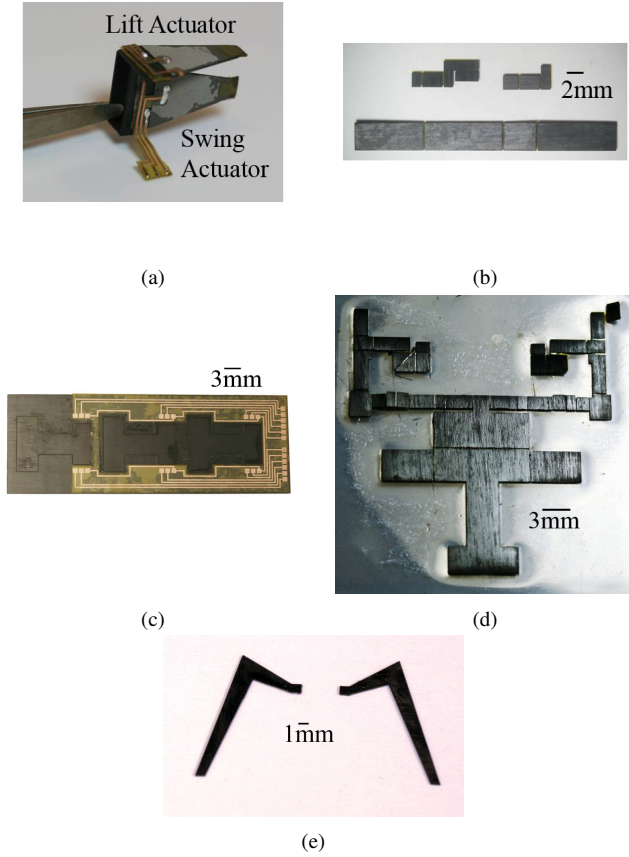 Lift Actuator
Swing
Actuator
2mm
(a)
(b)
3mm
3mm
(c)
(d)
1mm
(e)